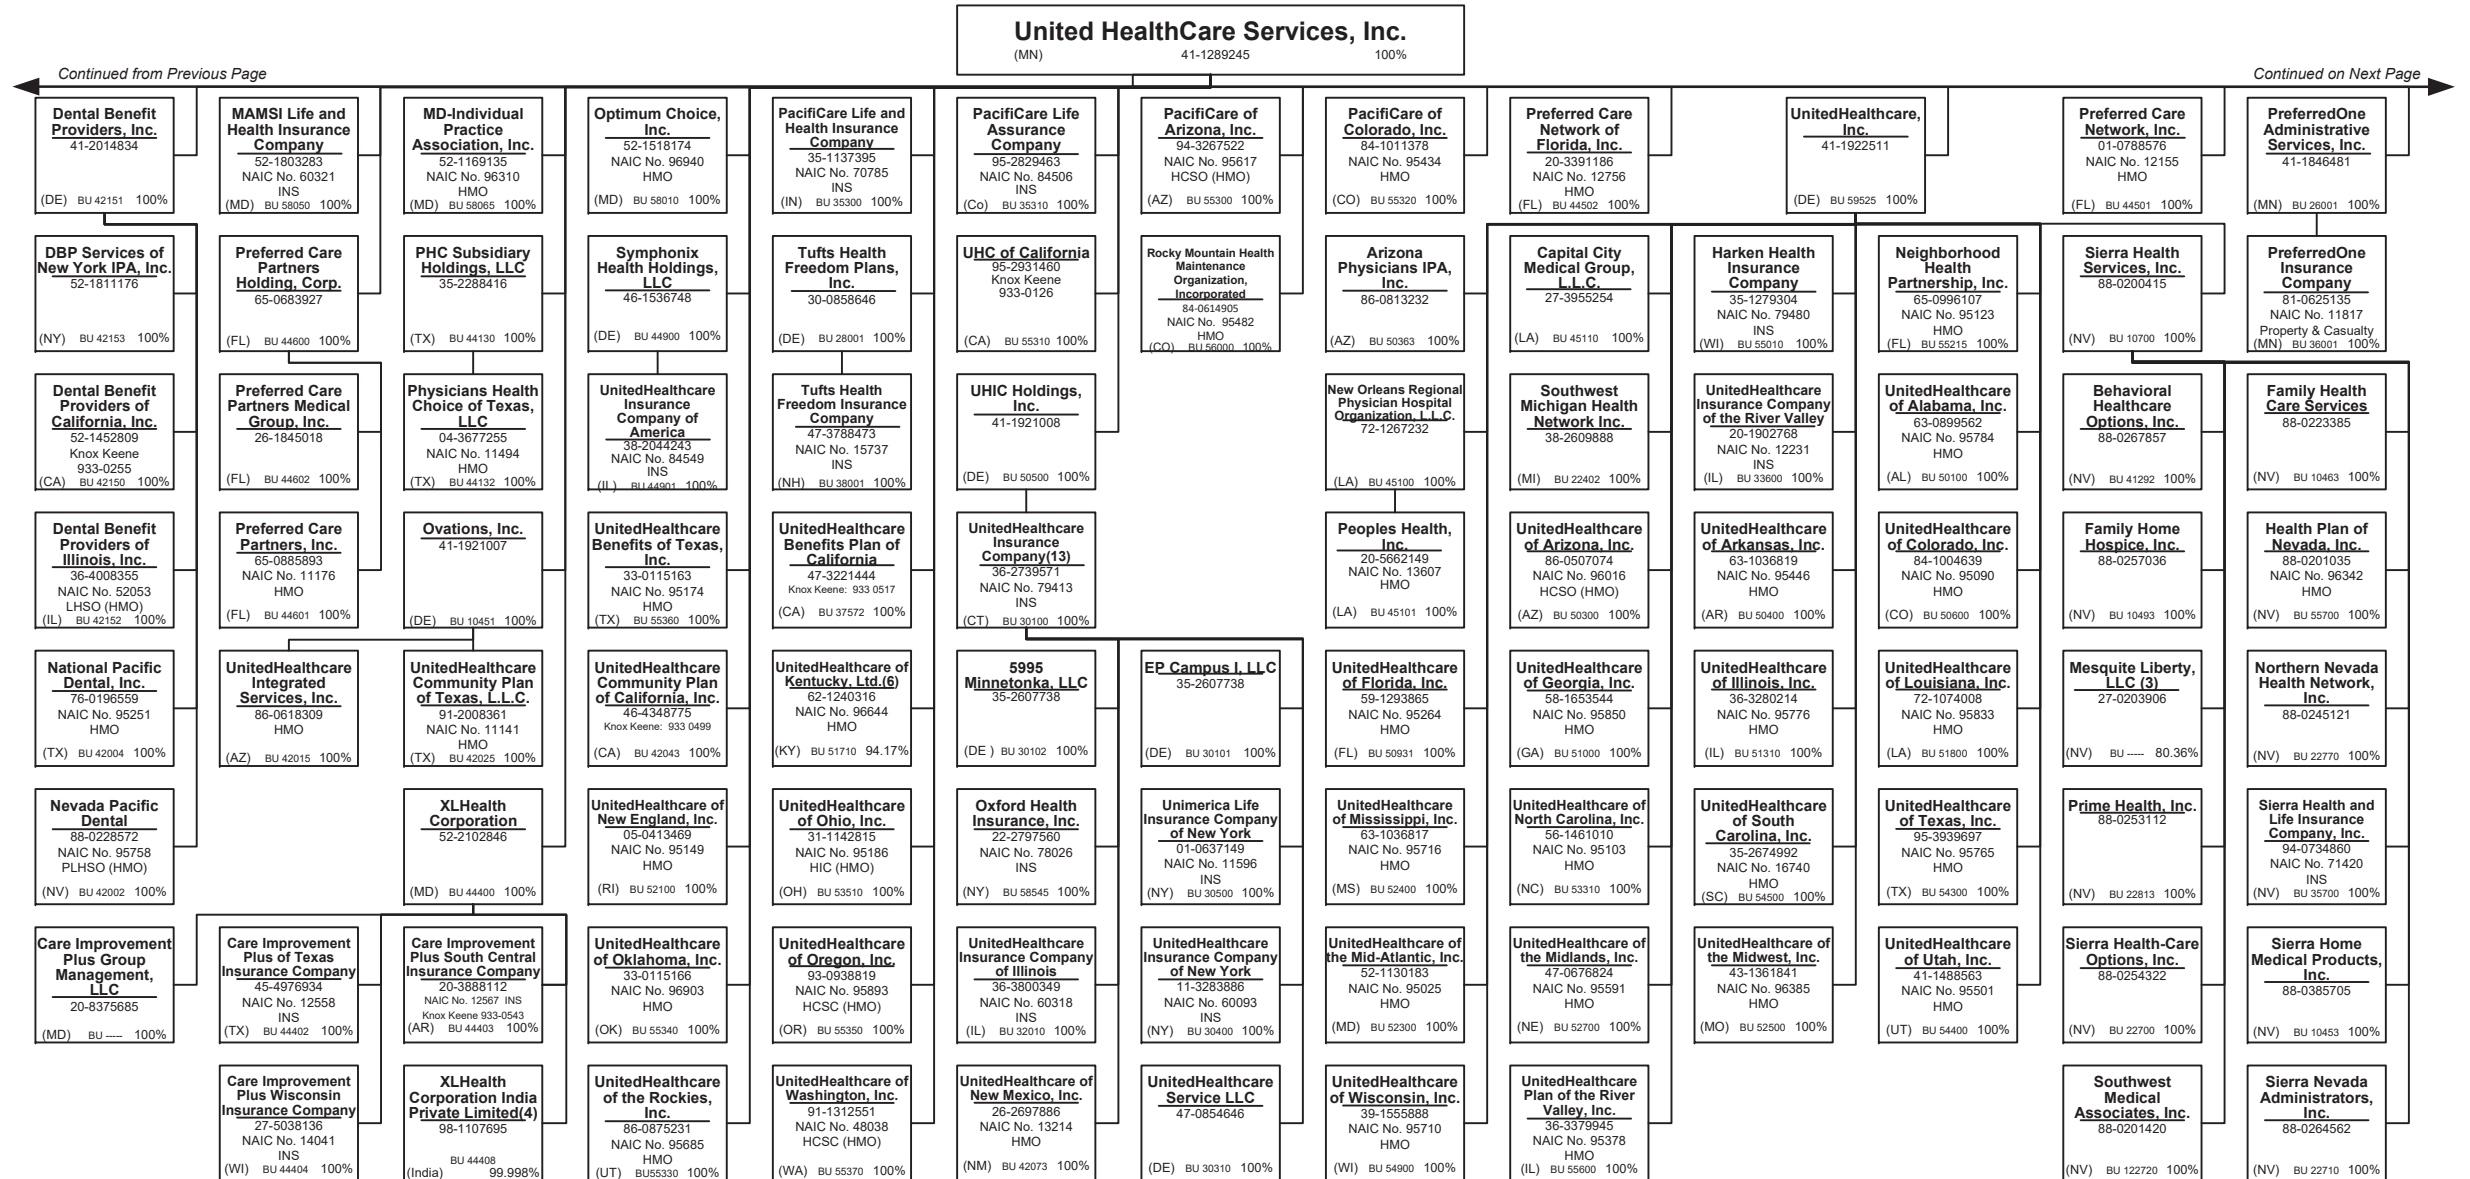 United HealthCare Services, Inc.
(MN) 41-1289245 100%
Continued from Previous Page
Continued on Next Page
Dental Benefit
Providers, Inc.
41-2014834
(DE) BU 42151 100%
MAMSI Life and
Health Insurance
Company
52-1803283
NAIC No. 60321
INS
(MD) BU 58050 100%
MD-Individual
Practice
Association, Inc.
52-1169135
NAIC No. 96310
HMO
(MD) BU 58065 100%
Optimum Choice,
Inc.
52-1518174
NAIC No. 96940
HMO
(MD) BU 58010 100%
PacifiCare Life and
Health Insurance
Company
35-1137395
NAIC No. 70785
INS
(IN) BU 35300 100%
PacifiCare Life
Assurance
Company
95-2829463
NAIC No. 84506
INS
(Co) BU 35310 100%
PacifiCare of
Arizona, Inc.
94-3267522
NAIC No. 95617
HCSO (HMO)
(AZ) BU 55300 100%
PacifiCare of
Colorado, Inc.
84-1011378
NAIC No. 95434
HMO
(CO) BU 55320 100%
Preferred Care
Network of
Florida, Inc.
20-3391186
NAIC No. 12756
HMO
(FL) BU 44502 100%
UnitedHealthcare,
Inc.
41-1922511
(DE) BU 59525 100%
Preferred Care
Network, Inc.
01-0788576
NAIC No. 12155
HMO
(FL) BU 44501 100%
PreferredOne
Administrative
Services, Inc.
41-1846481
(MN) BU 26001 100%
DBP Services of
New York IPA, Inc.
52-1811176
(NY) BU 42153 100%
Preferred Care
Partners
Holding, Corp.
65-0683927
(FL) BU 44600 100%
PHC Subsidiary
Holdings, LLC
35-2288416
(TX) BU 44130 100%
Symphonix
Health Holdings,
LLC
46-1536748
(DE) BU 44900 100%
Tufts Health
Freedom Plans,
Inc.
30-0858646
(DE) BU 28001 100%
UHC of California
95-2931460
Knox Keene
933-0126
(CA) BU 55310 100%
Rocky Mountain Health
Maintenance
Organization,
Incorporated
84-0614905
NAIC No. 95482
HMO
(CO) BU 56000 100%
Arizona
Physicians IPA,
Inc.
86-0813232
(AZ) BU 50363 100%
Capital City
Medical Group,
L.L.C.
27-3955254
(LA) BU 45110 100%
Harken Health
Insurance
Company
35-1279304
NAIC No. 79480
INS
(WI) BU 55010 100%
Neighborhood
Health
Partnership, Inc.
65-0996107
NAIC No. 95123
HMO
(FL) BU 55215 100%
Sierra Health
Services, Inc.
88-0200415
(NV) BU 10700 100%
PreferredOne
Insurance
Company
81-0625135
NAIC No. 11817
Property & Casualty
(MN) BU 36001 100%
Dental Benefit
Providers of
California, Inc.
52-1452809
Knox Keene
933-0255
(CA) BU 42150 100%
Preferred Care
Partners Medical
Group, Inc.
26-1845018
(FL) BU 44602 100%
Physicians Health
Choice of Texas,
LLC
04-3677255
NAIC No. 11494
HMO
(TX) BU 44132 100%
UnitedHealthcare
Insurance
Company of
America
38-2044243
NAIC No. 84549
INS
(IL) BU 44901 100%
Tufts Health
Freedom Insurance
Company
47-3788473
NAIC No. 15737
INS
(NH) BU 38001 100%
UHIC Holdings,
Inc.
41-1921008
(DE) BU 50500 100%
New Orleans Regional
Physician Hospital
Organization, L.L.C.
72-1267232
(LA) BU 45100 100%
Southwest
Michigan Health
Network Inc.
38-2609888
(MI) BU 22402 100%
UnitedHealthcare
Insurance Company
of the River Valley
20-1902768
NAIC No. 12231
INS
(IL) BU 33600 100%
UnitedHealthcare
of Alabama, Inc.
63-0899562
NAIC No. 95784
HMO
(AL) BU 50100 100%
Behavioral
Healthcare
Options, Inc.
88-0267857
(NV) BU 41292 100%
Family Health
Care Services
88-0223385
(NV) BU 10463 100%
Dental Benefit
Providers of
Illinois, Inc.
36-4008355
NAIC No. 52053
LHSO (HMO)
(IL) BU 42152 100%
Preferred Care
Partners, Inc.
65-0885893
NAIC No. 11176
HMO
(FL) BU 44601 100%
Ovations, Inc.
41-1921007
(DE) BU 10451 100%
UnitedHealthcare
Benefits of Texas,
Inc.
33-0115163
NAIC No. 95174
HMO
(TX) BU 55360 100%
UnitedHealthcare
Benefits Plan of
California
47-3221444
Knox Keene: 933 0517
(CA) BU 37572 100%
UnitedHealthcare
Insurance
Company(13)
36-2739571
NAIC No. 79413
INS
(CT) BU 30100 100%
Peoples Health,
Inc.
20-5662149
NAIC No. 13607
HMO
(LA) BU 45101 100%
UnitedHealthcare
of Arizona, Inc.
86-0507074
NAIC No. 96016
HCSO (HMO)
(AZ) BU 50300 100%
UnitedHealthcare
of Arkansas, Inc.
63-1036819
NAIC No. 95446
HMO
(AR) BU 50400 100%
UnitedHealthcare
of Colorado, Inc.
84-1004639
NAIC No. 95090
HMO
(CO) BU 50600 100%
Family Home
Hospice, Inc.
88-0257036
(NV) BU 10493 100%
Health Plan of
Nevada, Inc.
88-0201035
NAIC No. 96342
HMO
(NV) BU 55700 100%
National Pacific
Dental, Inc.
76-0196559
NAIC No. 95251
HMO
(TX) BU 42004 100%
UnitedHealthcare
Integrated
Services, Inc.
86-0618309
HMO
(AZ) BU 42015 100%
UnitedHealthcare
Community Plan
of Texas, L.L.C.
91-2008361
NAIC No. 11141
HMO
(TX) BU 42025 100%
UnitedHealthcare
Community Plan
of California, Inc.
46-4348775
Knox Keene: 933 0499
(CA) BU 42043 100%
UnitedHealthcare of
Kentucky, Ltd.(6)
62-1240316
NAIC No. 96644
HMO
(KY) BU 51710 94.17%
5995
Minnetonka, LLC
35-2607738
(DE ) BU 30102 100%
EP Campus I, LLC
35-2607738
(DE) BU 30101 100%
UnitedHealthcare
of Florida, Inc.
59-1293865
NAIC No. 95264
HMO
(FL) BU 50931 100%
UnitedHealthcare
of Georgia, Inc.
58-1653544
NAIC No. 95850
HMO
(GA) BU 51000 100%
UnitedHealthcare
of Illinois, Inc.
36-3280214
NAIC No. 95776
HMO
(IL) BU 51310 100%
UnitedHealthcare
of Louisiana, Inc.
72-1074008
NAIC No. 95833
HMO
(LA) BU 51800 100%
Mesquite Liberty,
LLC (3)
27-0203906
(NV) BU ----- 80.36%
Northern Nevada
Health Network,
Inc.
88-0245121
(NV) BU 22770 100%
Nevada Pacific
Dental
88-0228572
NAIC No. 95758
PLHSO (HMO)
(NV) BU 42002 100%
XLHealth
Corporation
52-2102846
(MD) BU 44400 100%
UnitedHealthcare of
New England, Inc.
05-0413469
NAIC No. 95149
HMO
(RI) BU 52100 100%
UnitedHealthcare
of Ohio, Inc.
31-1142815
NAIC No. 95186
HIC (HMO)
(OH) BU 53510 100%
Oxford Health
Insurance, Inc.
22-2797560
NAIC No. 78026
INS
(NY) BU 58545 100%
Unimerica Life
Insurance Company
of New York
01-0637149
NAIC No. 11596
INS
(NY) BU 30500 100%
UnitedHealthcare
of Mississippi, Inc.
63-1036817
NAIC No. 95716
HMO
(MS) BU 52400 100%
UnitedHealthcare of
North Carolina, Inc.
56-1461010
NAIC No. 95103
HMO
(NC) BU 53310 100%
UnitedHealthcare
of South
Carolina, Inc.
35-2674992
NAIC No. 16740
HMO
(SC) BU 54500 100%
UnitedHealthcare
of Texas, Inc.
95-3939697
NAIC No. 95765
HMO
(TX) BU 54300 100%
Prime Health, Inc.
88-0253112
(NV) BU 22813 100%
Sierra Health and
Life Insurance
Company, Inc.
94-0734860
NAIC No. 71420
INS
(NV) BU 35700 100%
Care Improvement
Plus Group
Management,
LLC
20-8375685
(MD) BU ----- 100%
Care Improvement
Plus of Texas
Insurance Company
45-4976934
NAIC No. 12558
INS
(TX) BU 44402 100%
Care Improvement
Plus South Central
Insurance Company
20-3888112
NAIC No. 12567 INS
Knox Keene 933-0543
(AR) BU 44403 100%
UnitedHealthcare
of Oklahoma, Inc.
33-0115166
NAIC No. 96903
HMO
(OK) BU 55340 100%
UnitedHealthcare
of Oregon, Inc.
93-0938819
NAIC No. 95893
HCSC (HMO)
(OR) BU 55350 100%
UnitedHealthcare
Insurance Company
of Illinois
36-3800349
NAIC No. 60318
INS
(IL) BU 32010 100%
UnitedHealthcare
Insurance Company
of New York
11-3283886
NAIC No. 60093
INS
(NY) BU 30400 100%
UnitedHealthcare of
the Mid-Atlantic, Inc.
52-1130183
NAIC No. 95025
HMO
(MD) BU 52300 100%
UnitedHealthcare of
the Midlands, Inc.
47-0676824
NAIC No. 95591
HMO
(NE) BU 52700 100%
UnitedHealthcare of
the Midwest, Inc.
43-1361841
NAIC No. 96385
HMO
(MO) BU 52500 100%
UnitedHealthcare
of Utah, Inc.
41-1488563
NAIC No. 95501
HMO
(UT) BU 54400 100%
Sierra Health-Care
Options, Inc.
88-0254322
(NV) BU 22700 100%
Sierra Home
Medical Products,
Inc.
88-0385705
(NV) BU 10453 100%
Care Improvement
Plus Wisconsin
Insurance Company
27-5038136
NAIC No. 14041
INS
(WI) BU 44404 100%
XLHealth
Corporation India
Private Limited(4)
98-1107695
BU 44408
(India) 99.998%
UnitedHealthcare
of the Rockies,
Inc.
86-0875231
NAIC No. 95685
HMO
(UT) BU55330 100%
UnitedHealthcare of
Washington, Inc.
91-1312551
NAIC No. 48038
HCSC (HMO)
(WA) BU 55370 100%
UnitedHealthcare of
New Mexico, Inc.
26-2697886
NAIC No. 13214
HMO
(NM) BU 42073 100%
UnitedHealthcare
Service LLC
47-0854646
(DE) BU 30310 100%
UnitedHealthcare
of Wisconsin, Inc.
39-1555888
NAIC No. 95710
HMO
(WI) BU 54900 100%
UnitedHealthcare
Plan of the River
Valley, Inc.
36-3379945
NAIC No. 95378
HMO
(IL) BU 55600 100%
Southwest
Medical
Associates, Inc.
88-0201420
(NV) BU 122720 100%
Sierra Nevada
Administrators,
Inc.
88-0264562
(NV) BU 22710 100%